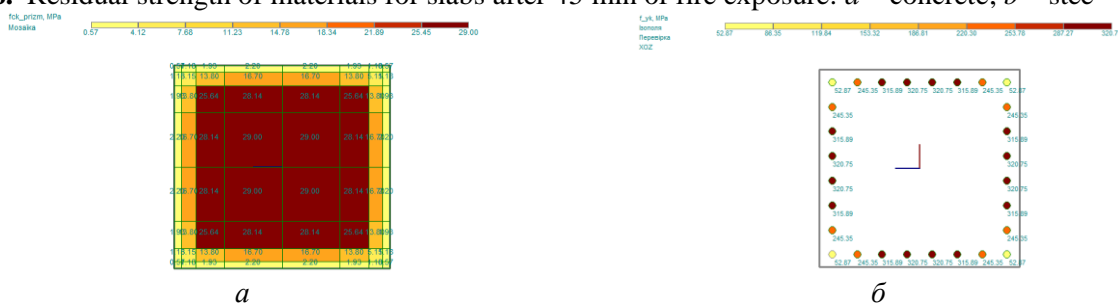 Residual strength of materials for slabs after 45 min of fire exposure: a – concrete; б – stee
fck_prizm, MPa
Мозаїка
0.57 4.12 7.68 11.23 14.78 18.34 21.89 25.45 29.00
f_yk, MPa
Перевірка
XOZ
52.87 86.35 119.84 153.32 186.81 220.30 253.78 287.27
1.93 2.20 2.20 1.93
13.80 16.70 16.70 13.80
25.64 28.14 28.14 25.64
28.14 29.00 29.00 28.14
28.14 29.00 29.00 28.14
25.64 28.14 28.14 25.64
13.80 16.70 16.70 13.80
1.93 2.20 2.20 1.93
52.87 245.35 315.89 320.75 320.75 315.89 245.35 52.87
245.35 245.35
315.89 315.89
320.75 320.75
320.75 320.75
315.89 315.89
245.35 245.35
52.87 245.35 315.89 320.75 320.75 315.89 245.35 52.87
а
б